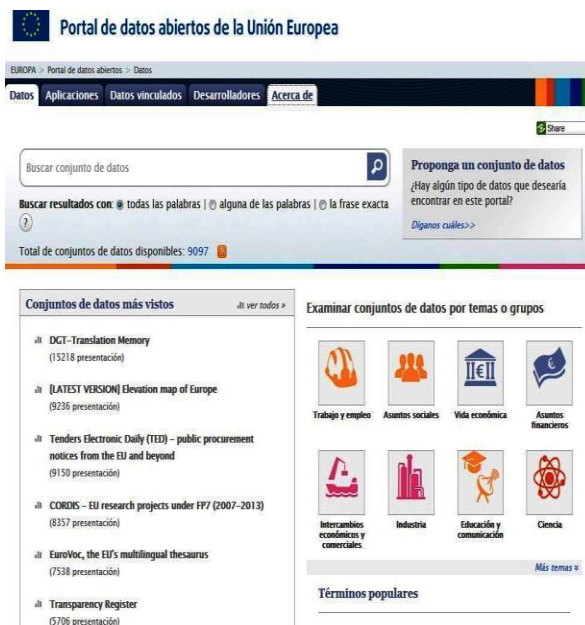 Portal de datos abiertos de la Unión Europea
EUROPA > Portal de datos abiertos > Datos
Datos Aplicaciones Datos vinculados Desarrolladores Acerca de
Share
Buscar conjunto de datos
Buscar resultados con: todas las palabras | alguna de las palabras | la frase exacta
?
Total de conjuntos de datos disponibles: 9097
Proponga un conjunto de datos
¿Hay algún tipo de datos que desearía
encontrar en este portal?
Díganos cuáles>>
Conjuntos de datos más vistos
ver todos »
DGT-Translation Memory
(15218 presentación)
[LATEST VERSION] Elevation map of Europe
(9236 presentación)
Tenders Electronic Daily (TED) – public procurement
notices from the EU and beyond
(9150 presentación)
CORDIS – EU research projects under FP7 (2007-2013)
(8357 presentación)
EuroVoc, the EU's multilingual thesaurus
(7538 presentación)
Transparency Register
(5706 presentación)
Examinar conjuntos de datos por temas o grupos
Trabajo y empleo
Asuntos sociales
Vida económica
Asuntos
financieros
Intercambios
económicos y
comerciales
Industria
Educación y
comunicación
Ciencia
Más temas
Términos populares